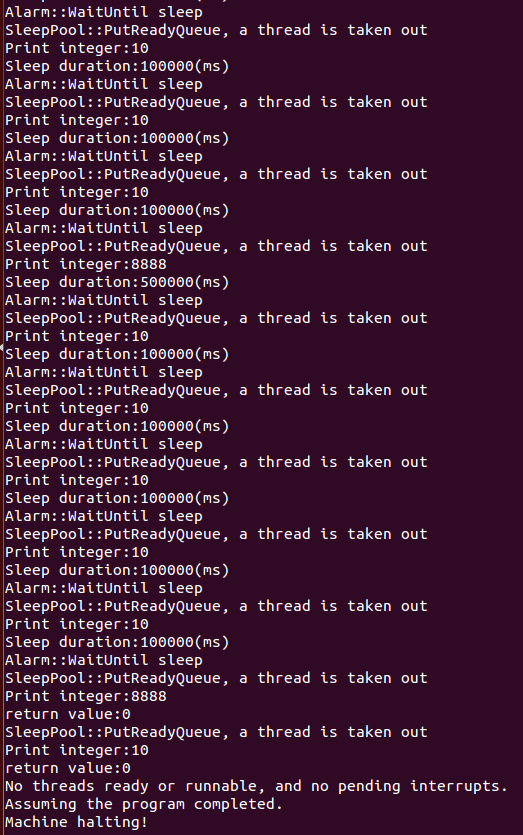 Alarm::WaitUntil sleep
SleepPool::PutReadyQueue, a thread is taken out
Print integer:10
Sleep duration:100000(ms)
Alarm::WaitUntil sleep
SleepPool::PutReadyQueue, a thread is taken out
Print integer:10
Sleep duration:100000(ms)
Alarm::WaitUntil sleep
SleepPool::PutReadyQueue, a thread is taken out
Print integer:10
Sleep duration:100000(ms)
Alarm::WaitUntil sleep
SleepPool::PutReadyQueue, a thread is taken out
Print integer:8888
Sleep duration:500000(ms)
Alarm::WaitUntil sleep
SleepPool::PutReadyQueue, a thread is taken out
Print integer:10
Sleep duration:100000(ms)
Alarm::WaitUntil sleep
SleepPool::PutReadyQueue, a thread is taken out
Print integer:10
Sleep duration:100000(ms)
Alarm::WaitUntil sleep
SleepPool::PutReadyQueue, a thread is taken out
Print integer:10
Sleep duration:100000(ms)
Alarm::WaitUntil sleep
SleepPool::PutReadyQueue, a thread is taken out
Print integer:10
Sleep duration:100000(ms)
Alarm::WaitUntil sleep
SleepPool::PutReadyQueue, a thread is taken out
Print integer:10
Sleep duration:100000(ms)
Alarm::WaitUntil sleep
SleepPool::PutReadyQueue, a thread is taken out
Print integer:8888
return value:0
SleepPool::PutReadyQueue, a thread is taken out
Print integer:10
return value:0
No threads ready or runnable, and no pending interrupts.
Assuming the program completed.
Machine halting!